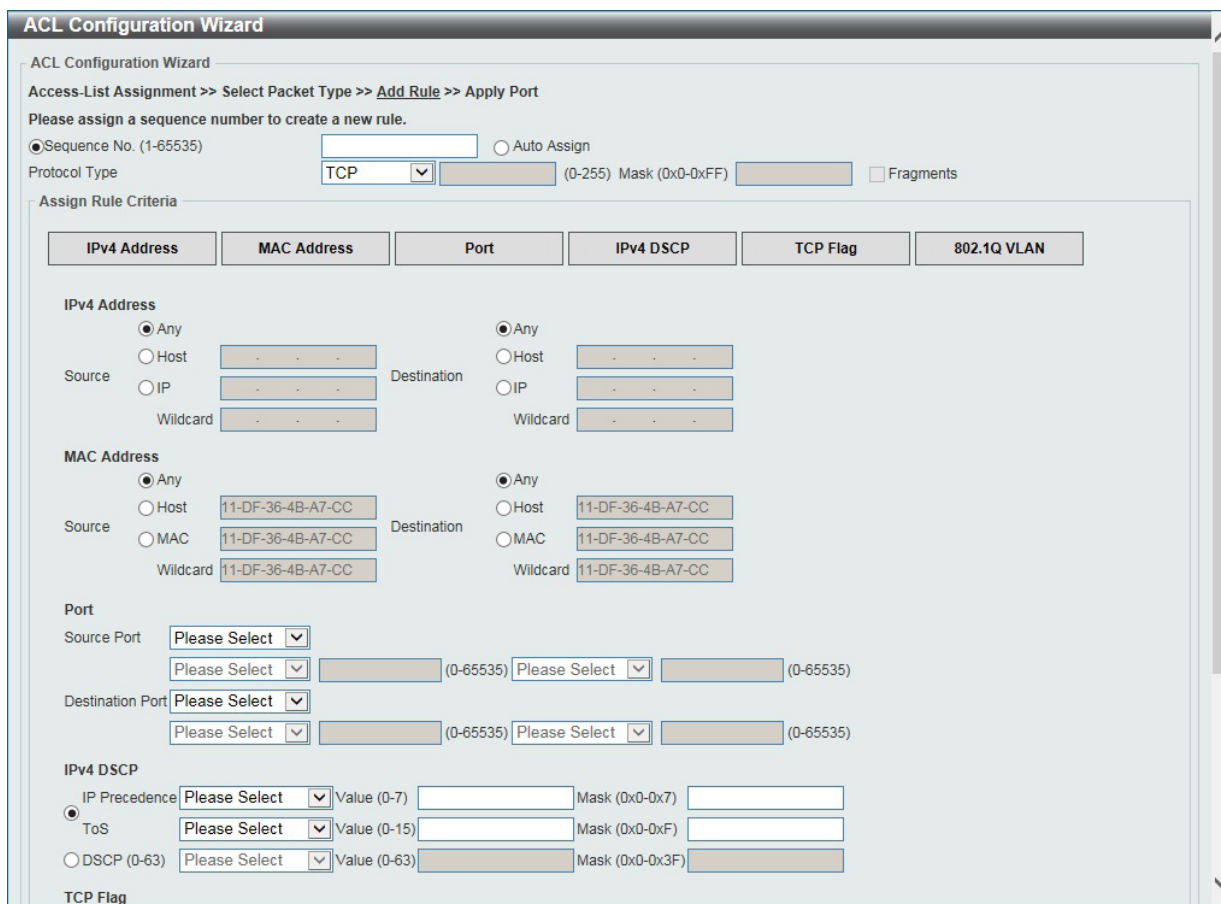 ACL Configuration Wizard
ACL Configuration Wizard
Access-List Assignment >> Select Packet Type >> Add Rule >> Apply Port
Please assign a sequence number to create a new rule.
Sequence No. (1-65535) Auto Assign
Protocol Type TCP (0-255) Mask (0x0-0xFF) Fragments
Assign Rule Criteria
IPv4 Address MAC Address Port IPv4 DSCP TCP Flag 802.1Q VLAN
IPv4 Address
Any Any
Host . . . Host . . .
Source Destination
IP . . . IP . . .
Wildcard . . . Wildcard . . .
MAC Address
Any Any
Host 11-DF-36-4B-A7-CC Host 11-DF-36-4B-A7-CC
Source Destination
MAC 11-DF-36-4B-A7-CC MAC 11-DF-36-4B-A7-CC
Wildcard 11-DF-36-4B-A7-CC Wildcard 11-DF-36-4B-A7-CC
Port
Source Port Please Select
Please Select (0-65535) Please Select (0-65535)
Destination Port Please Select
Please Select (0-65535) Please Select (0-65535)
IPv4 DSCP
IP Precedence Please Select Value (0-7) Mask (0x0-0x7)
ToS Please Select Value (0-15) Mask (0x0-0xF)
DSCP (0-63) Please Select Value (0-63) Mask (0x0-0x3F)
TCP Flag